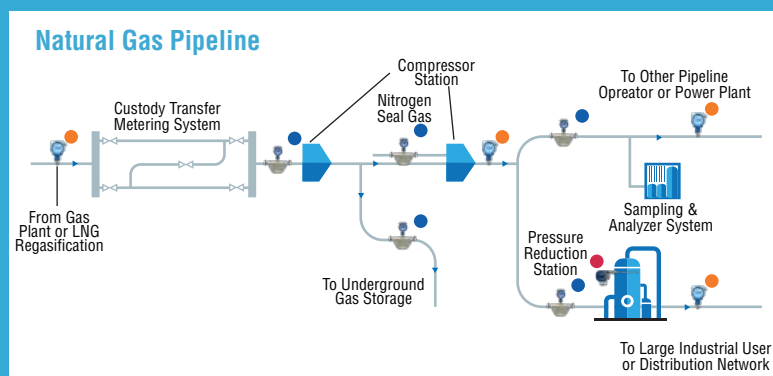 Natural Gas Pipeline
Compressor
Station
To Other Pipeline
Opreator or Power Plant
Custody Transfer
Metering System
Nitrogen
Seal Gas
From Gas
Plant or LNG
Regasification
Sampling &
Analyzer System
Pressure
Reduction
Station
To Underground
Gas Storage
To Large Industrial User
or Distribution Network